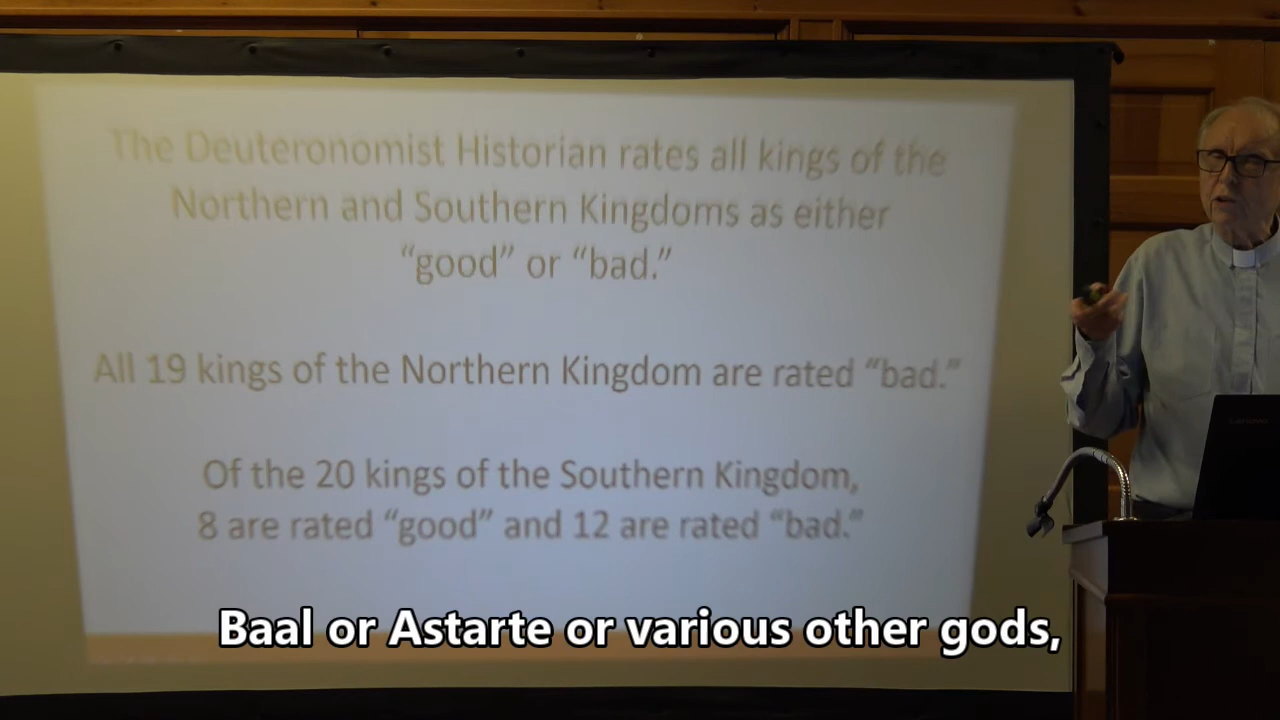 The Deuteronomist Historian rates all kings of the
Northern and Southern Kingdoms as either
“good” or “bad.”
All 19 kings of the Northern Kingdom are rated “bad.”
Of the 20 kings of the Southern Kingdom,
8 are rated “good” and 12 are rated “bad.”
Lenovo
Baal or Astarte or various other gods,